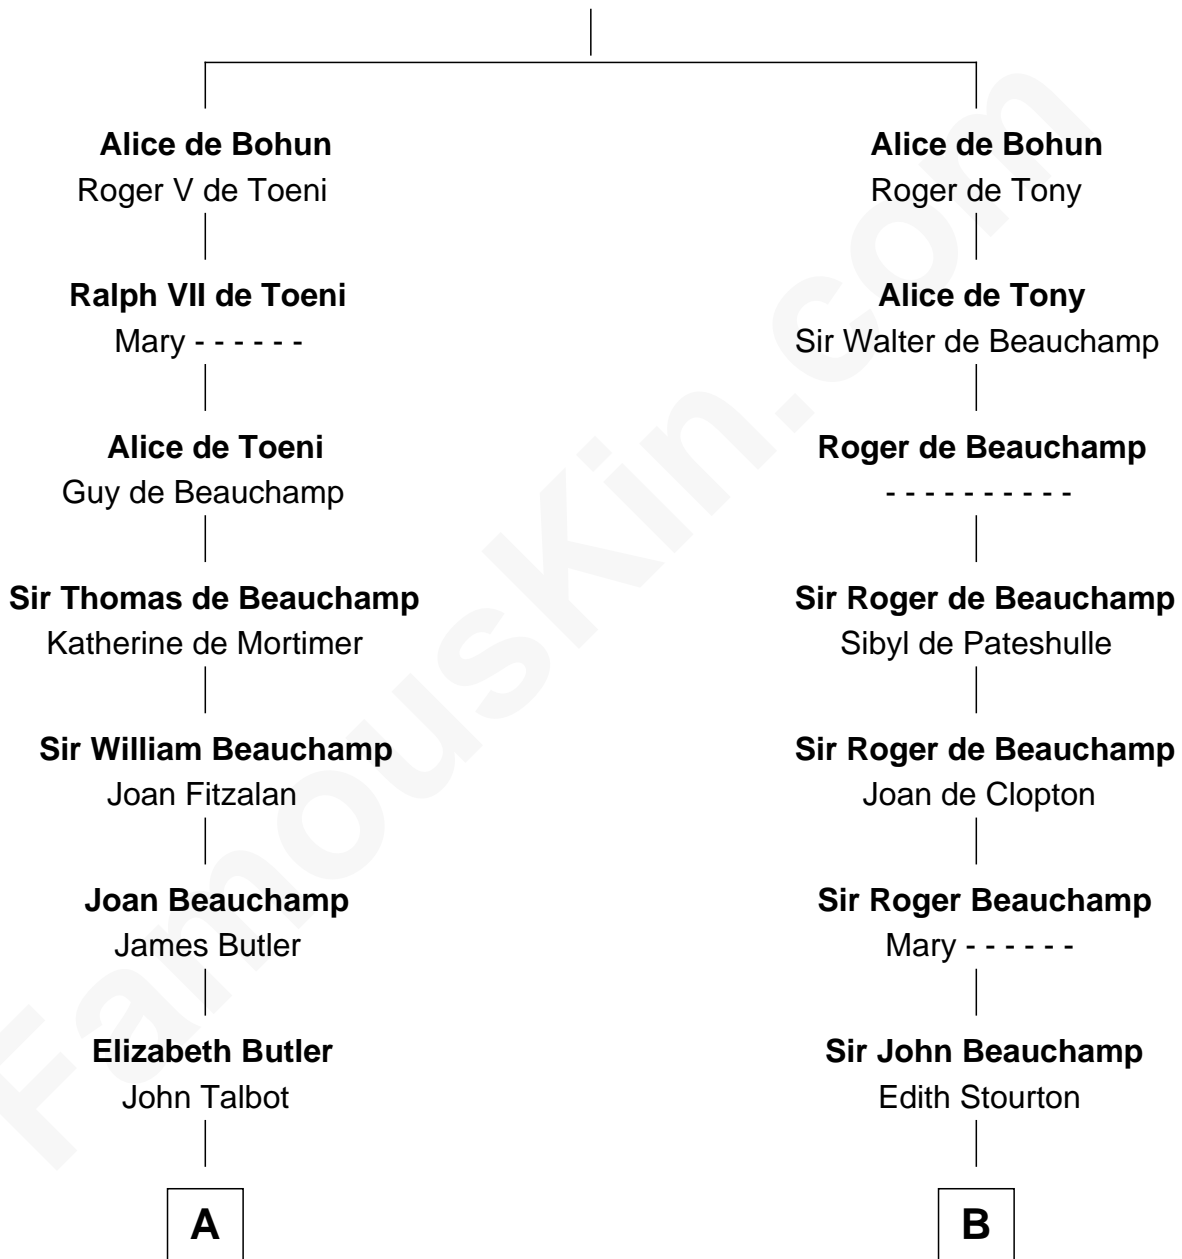 Alice de Bohun
Roger V de Toeni
Ralph VII de Toeni
Mary - - - - - -
Alice de Toeni
Guy de Beauchamp
Sir Thomas de Beauchamp
Katherine de Mortimer
Sir William Beauchamp
Joan Fitzalan
Joan Beauchamp
James Butler
Elizabeth Butler
John Talbot
A
Alice de Bohun
Roger de Tony
Alice de Tony
Sir Walter de Beauchamp
Roger de Beauchamp
- - - - - - - - - -
Sir Roger de Beauchamp
Sibyl de Pateshulle
Sir Roger de Beauchamp
Joan de Clopton
Sir Roger Beauchamp
Mary - - - - - -
Sir John Beauchamp
Edith Stourton
B
FamousKin.com